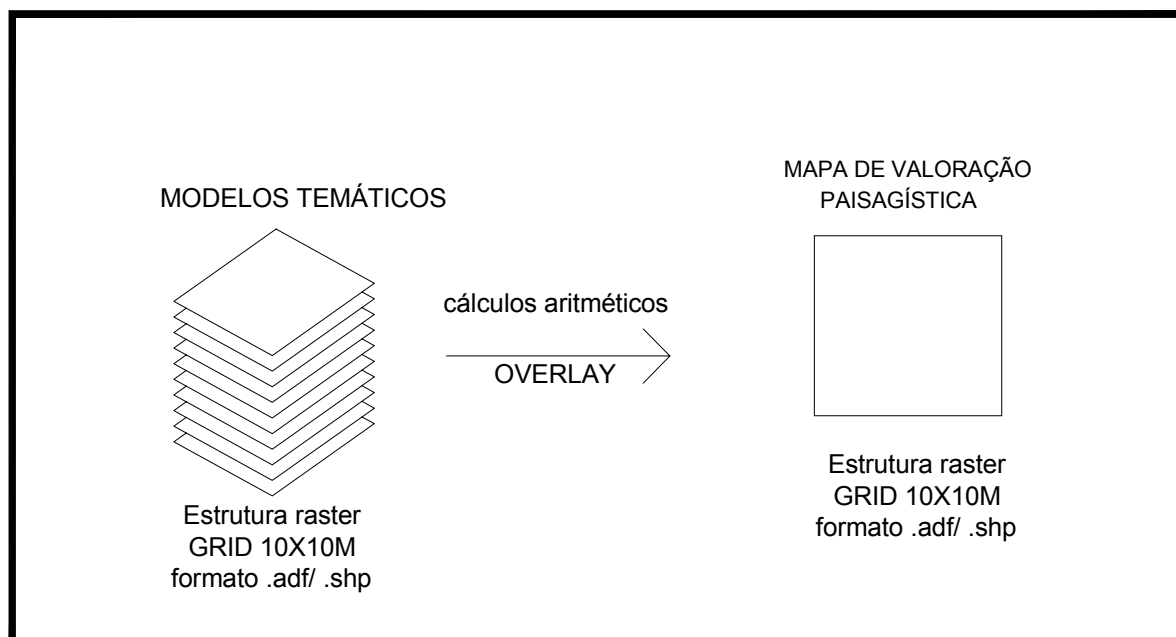 MODELOS TEMÁTICOS
Estrutura raster
GRID 10X10M
formato .adf/ .shp
cálculos aritméticos
OVERLAY
MAPA DE VALORAÇÃO
PAISAGÍSTICA
Estrutura raster
GRID 10X10M
formato .adf/ .shp